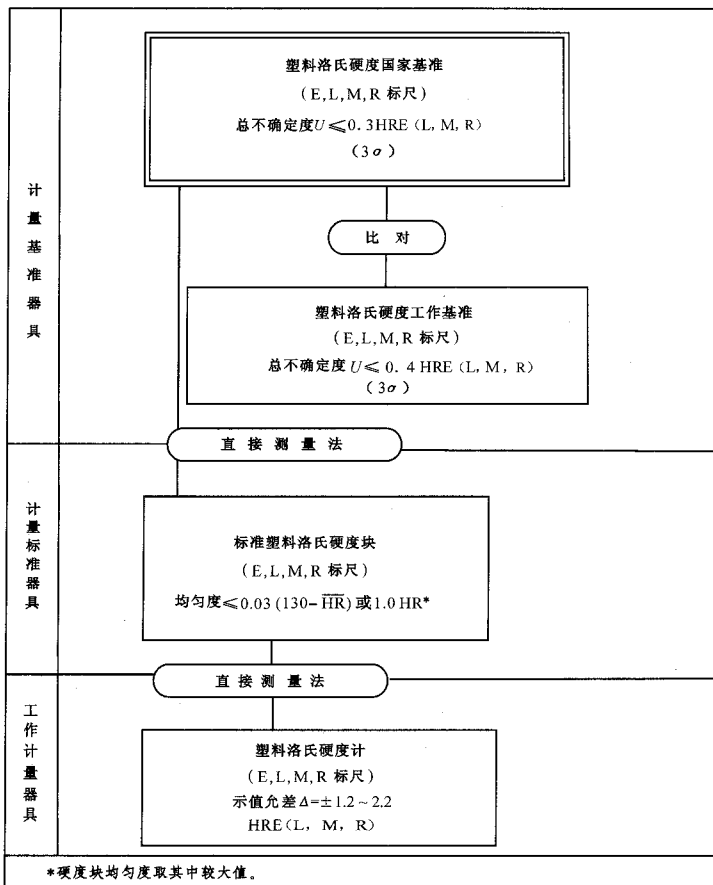 计量基准器具
塑料洛氏硬度国家基准
(E,L,M,R 标尺)
总不确定度U≤0.3HRE(L,M,R)
(3σ)
比 对
塑料洛氏硬度工作基准
(E,L,M,R 标尺)
总不确定度 U≤ 0.4 HRE(L,M,R)
(3σ)
直 接 测 量 法
计量标准器具
标准塑料洛氏硬度块
(E,L,M,R 标尺)
均匀度≤0.03(130-H̅R̅)或1.0 HR*
直 接 测 量 法
工作计量器具
塑料洛氏硬度计
(E,L,M,R 标尺)
示值允差Δ=±1.2~2.2
HRE(L, M, R)
*硬度块均匀度取其中较大值。